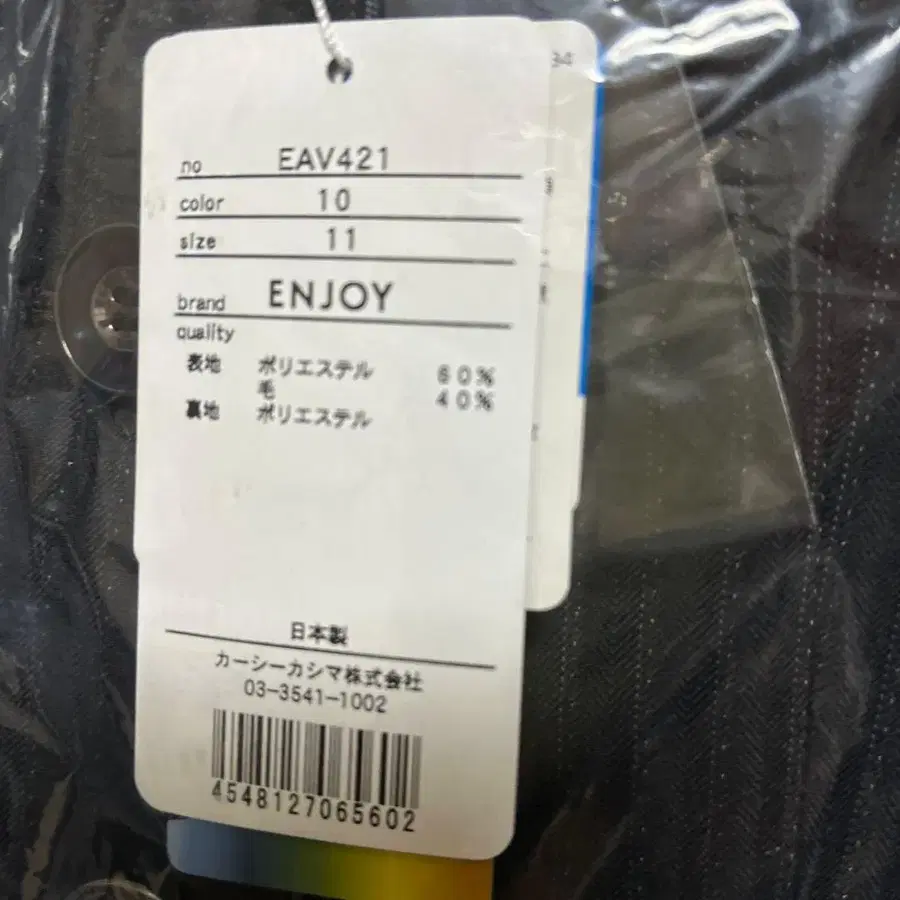 no EAV421
color 10
size 11
brand ENJOY
quality
表地 ポリエステル 60%
毛 40%
裏地 ポリエステル
日本製
カーシーカシマ株式会社
03-3541-1002
4548127065602